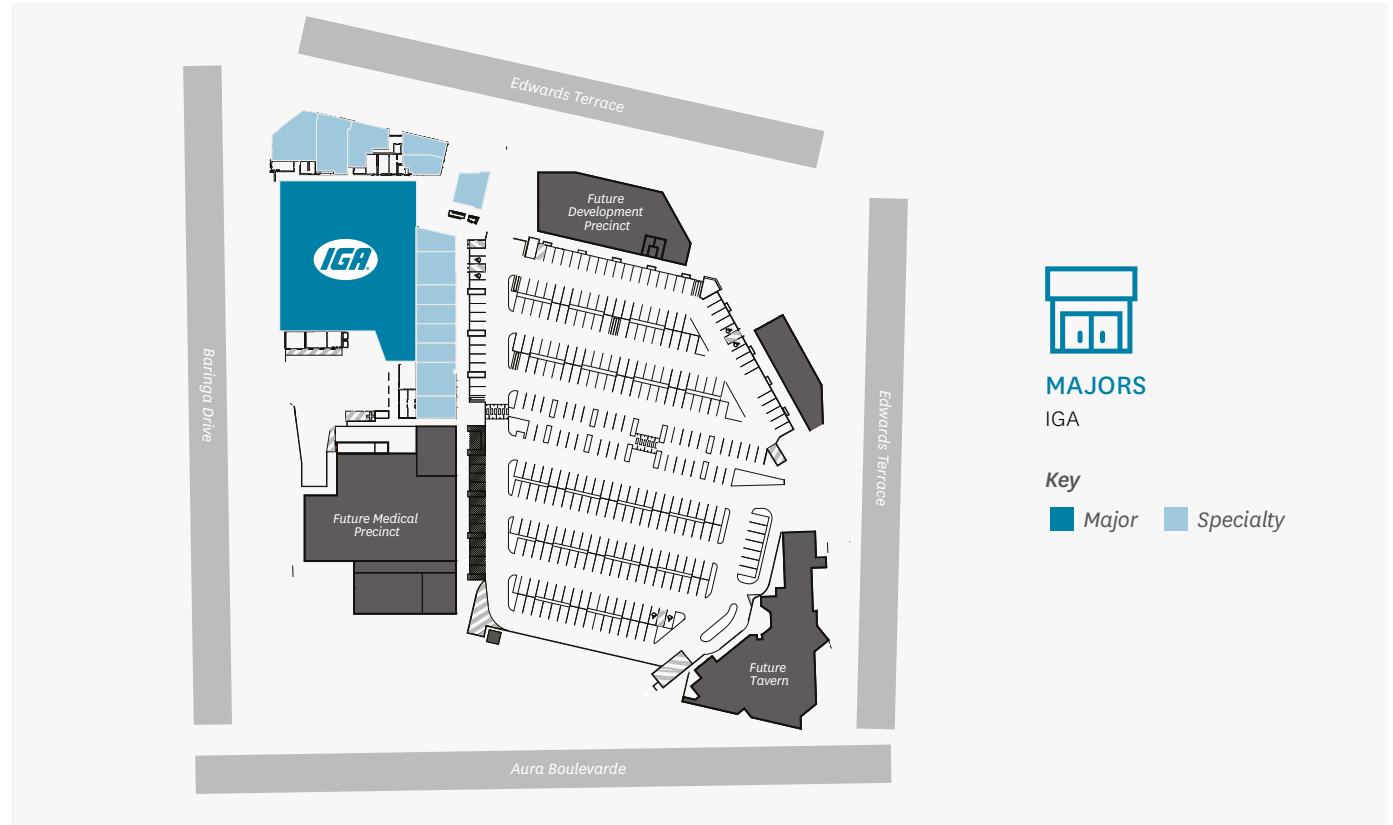 Edwards Terrace
Future
Development
Precinct
IGA
Baringa Drive
Edwards Terrace
Future Medical
Precinct
Future
Tavern
Aura Boulevarde
MAJORS
IGA
Key
Major
Specialty